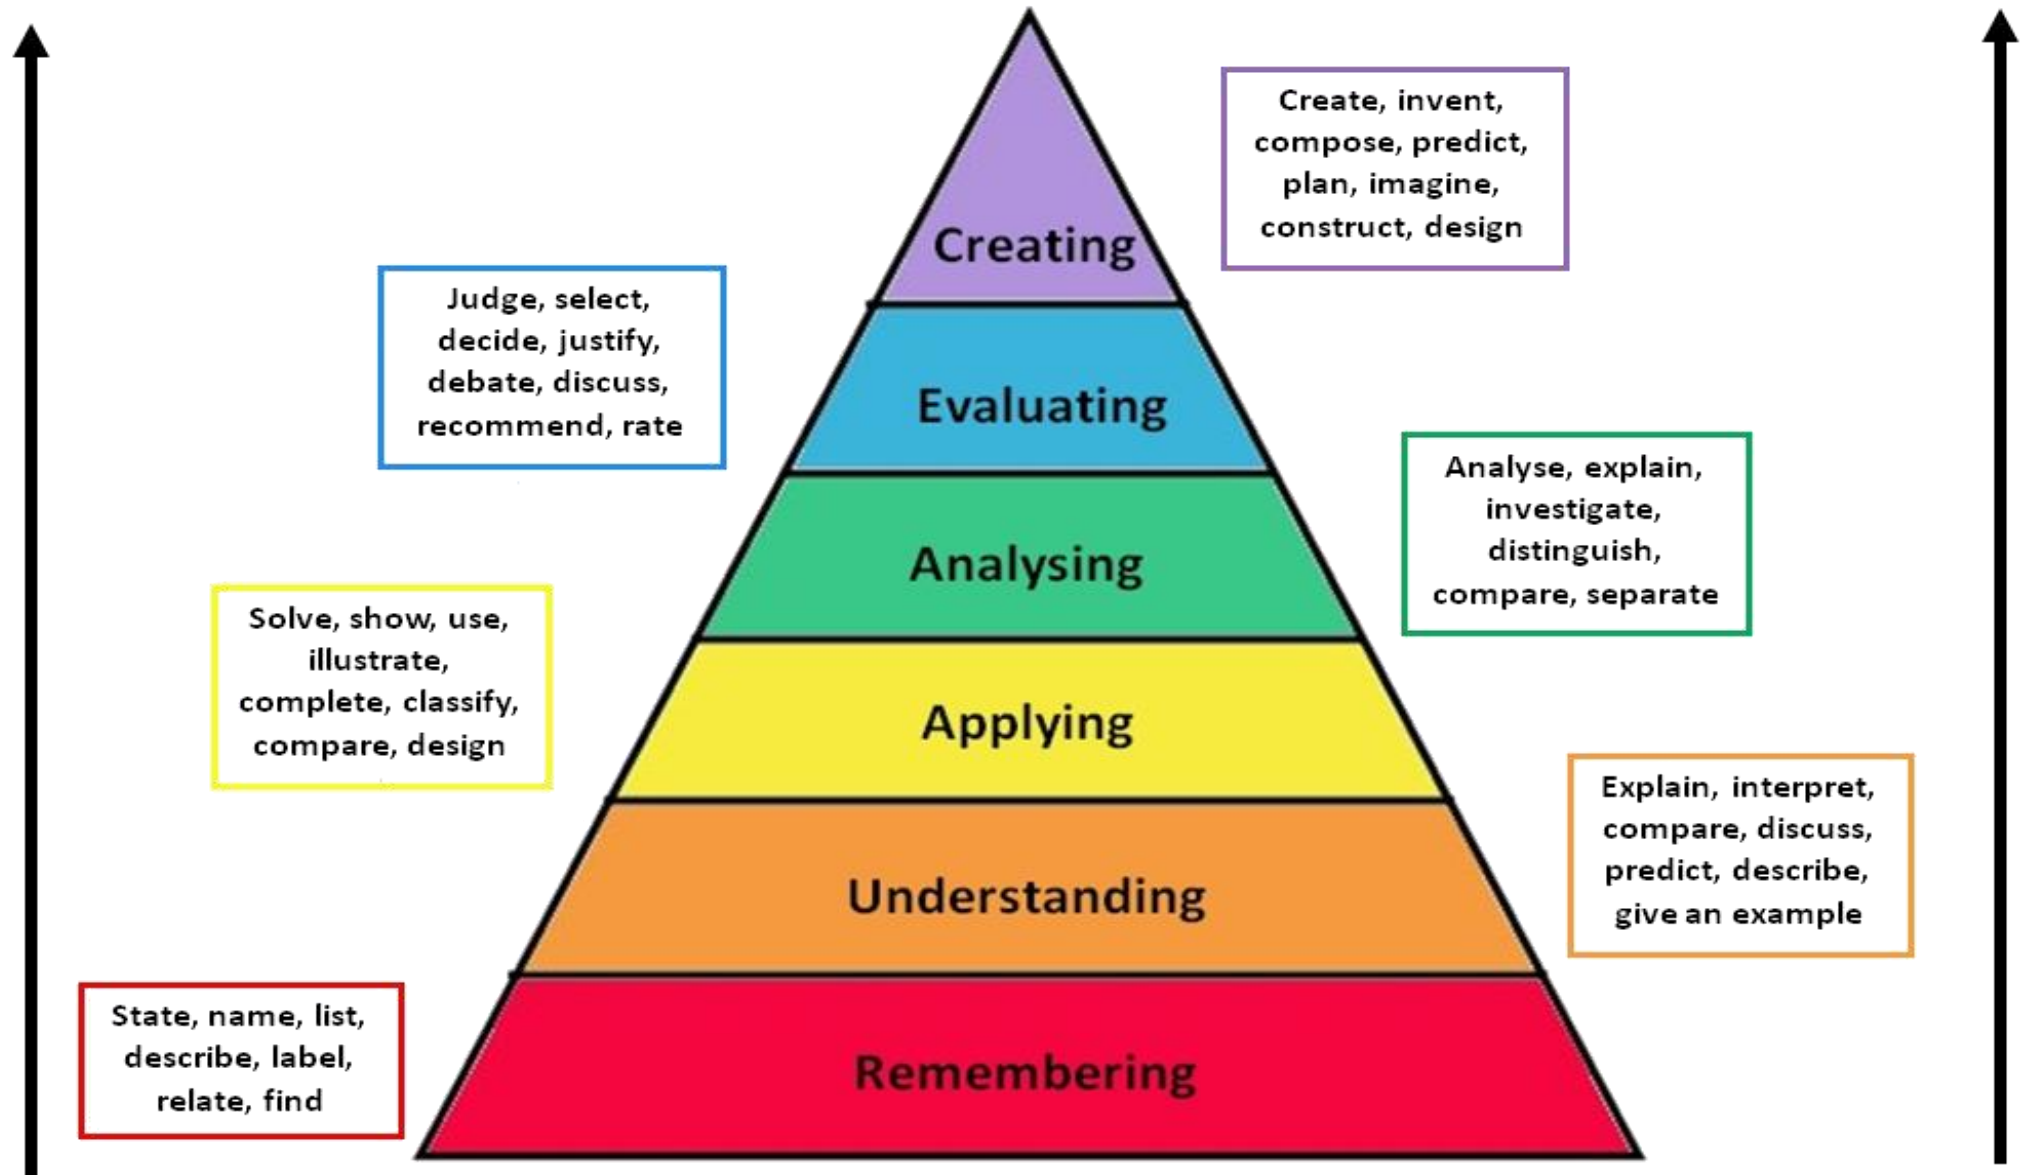 Create, invent,
compose, predict,
plan, imagine,
construct, design
Creating
Judge, select,
decide, justify,
debate, discuss,
recommend, rate
Evaluating
Analyse, explain,
investigate,
distinguish,
compare, separate
Analysing
Solve, show, use,
illustrate,
complete, classify,
compare, design
Applying
Explain, interpret,
compare, discuss,
predict, describe,
give an example
Understanding
State, name, list,
describe, label,
relate, find
Remembering